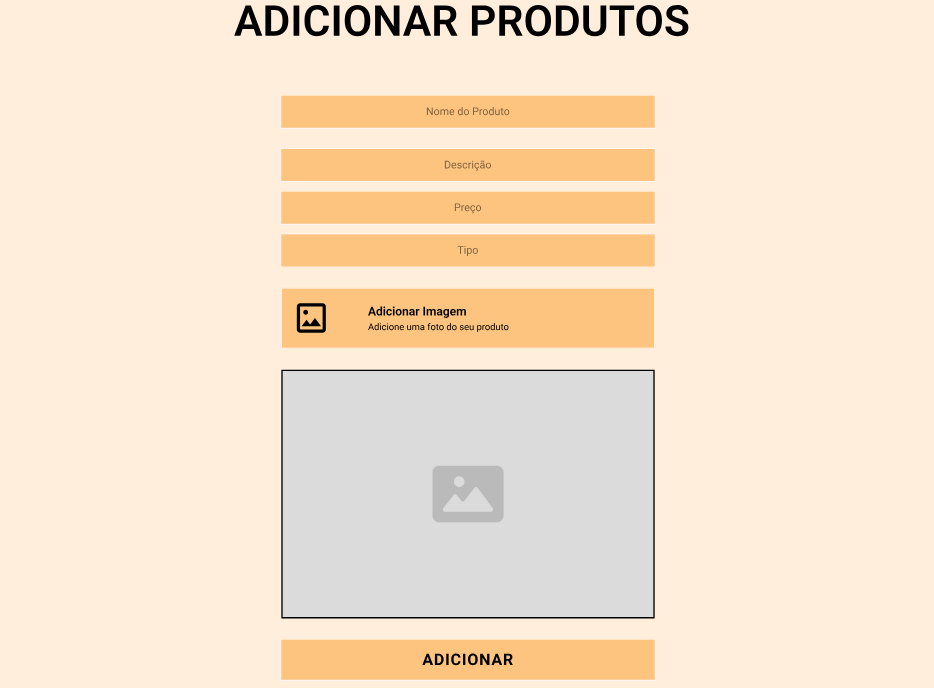 ADICIONAR PRODUTOS
Nome do Produto
Descrição
Preço
Tipo
Adicionar Imagem
Adicione uma foto do seu produto
ADICIONAR